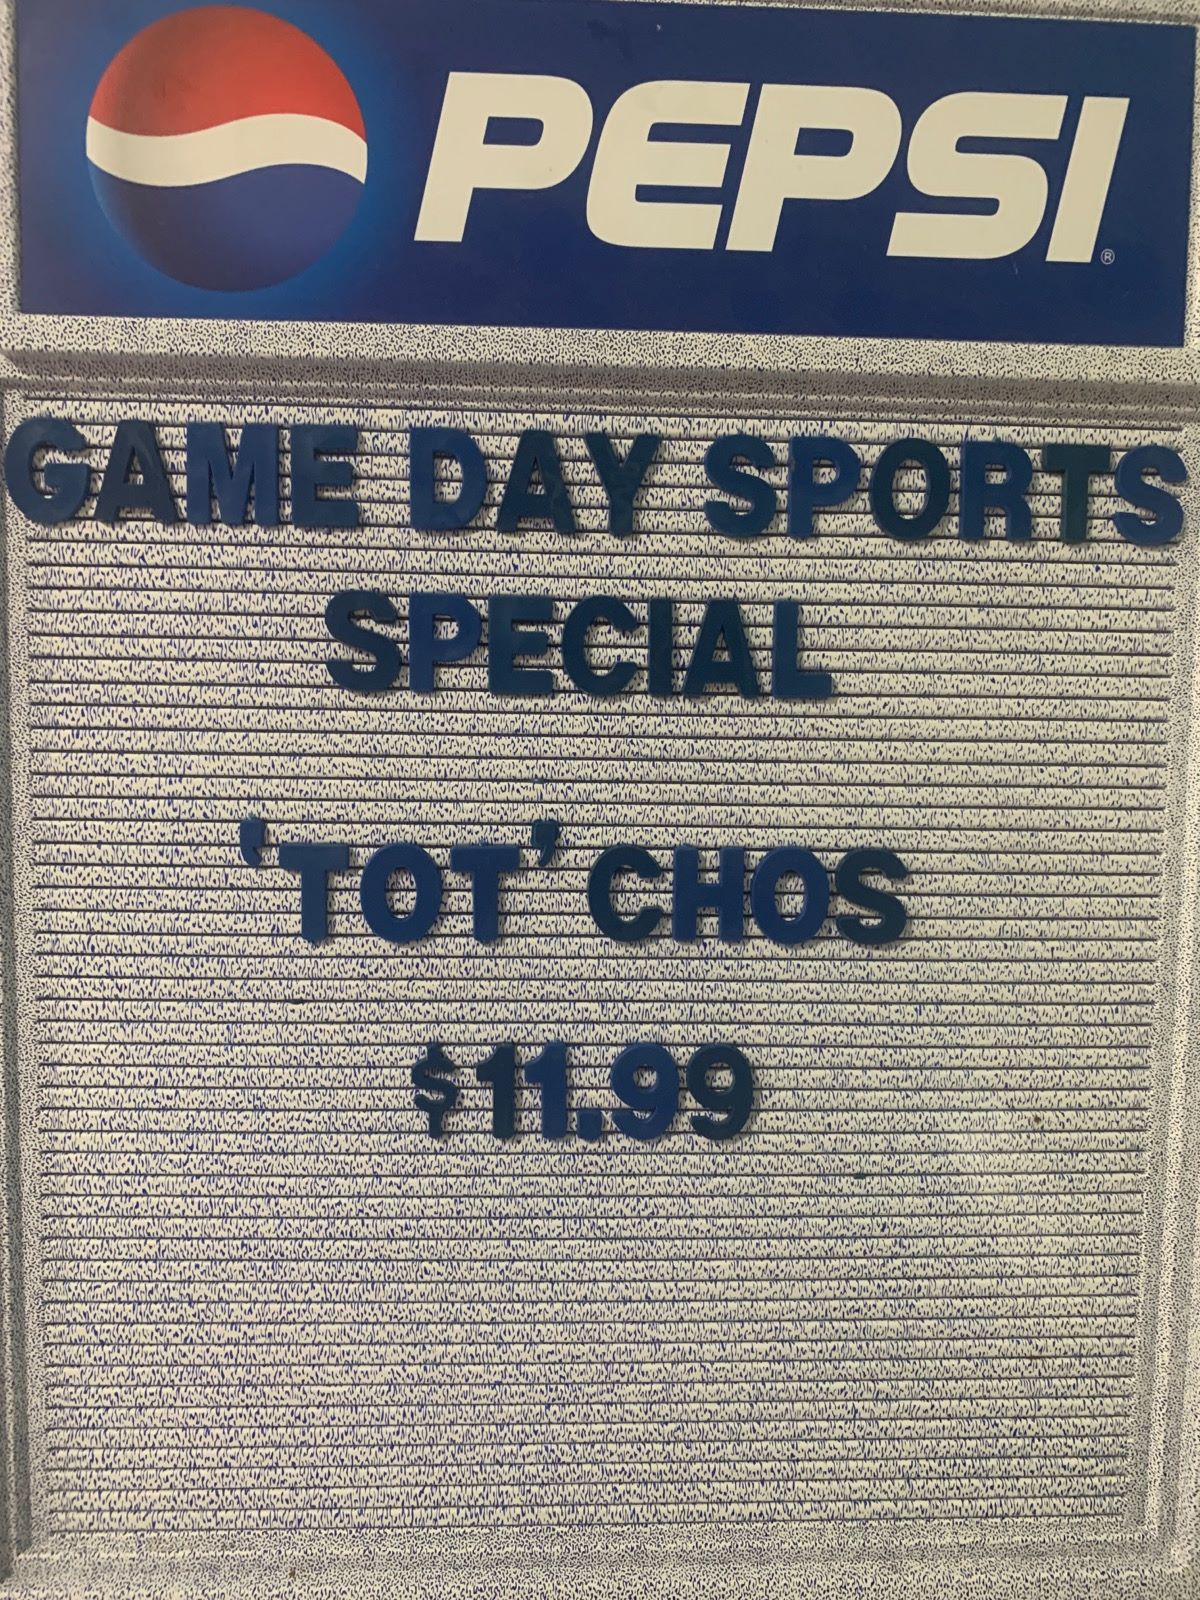 PEPSI®
GAME DAY SPORTS
SPECIAL
'TOT' CHOS
$11.99